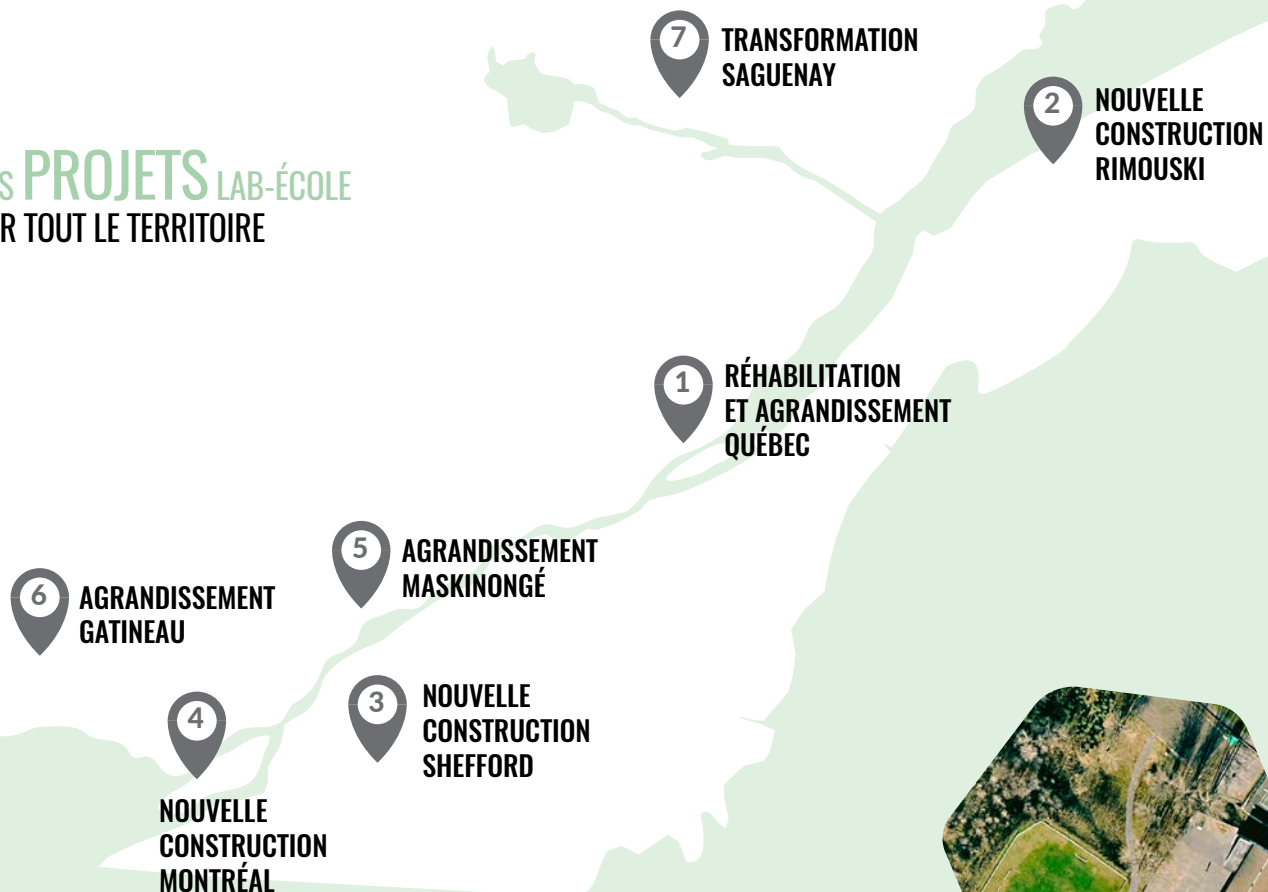 S PROJETS LAB-ÉCOLE
R TOUT LE TERRITOIRE
7
TRANSFORMATION
SAGUENAY
2
NOUVELLE
CONSTRUCTION
RIMOUSKI
1
RÉHABILITATION
ET AGRANDISSEMENT
QUÉBEC
5
AGRANDISSEMENT
MASKINONGÉ
6
AGRANDISSEMENT
GATINEAU
3
NOUVELLE
CONSTRUCTION
SHEFFORD
4
NOUVELLE
CONSTRUCTION
MONTRÉAL